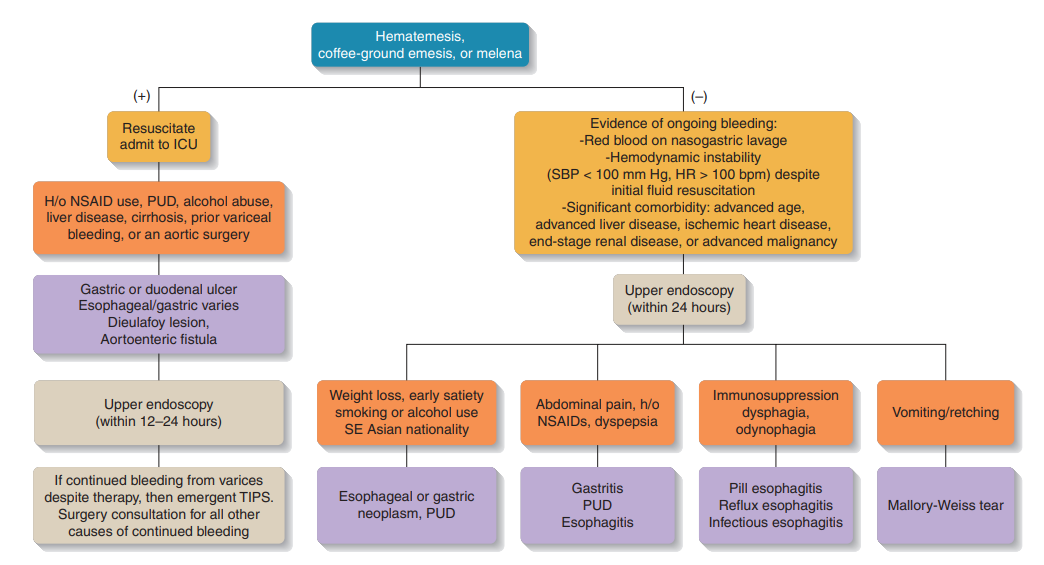 Hematemesis,
coffee-ground emesis, or melena
(+)
(–)
Resuscitate
admit to ICU
H/o NSAID use, PUD, alcohol abuse,
liver disease, cirrhosis, prior variceal
bleeding, or an aortic surgery
Gastric or duodenal ulcer
Esophageal/gastric varies
Dieulafoy lesion,
Aortoenteric fistula
Upper endoscopy
(within 12–24 hours)
If continued bleeding from varices
despite therapy, then emergent TIPS.
Surgery consultation for all other
causes of continued bleeding
Evidence of ongoing bleeding:
-Red blood on nasogastric lavage
-Hemodynamic instability
(SBP < 100 mm Hg, HR > 100 bpm) despite
initial fluid resuscitation
-Significant comorbidity: advanced age,
advanced liver disease, ischemic heart disease,
end-stage renal disease, or advanced malignancy
Upper endoscopy
(within 24 hours)
Weight loss, early satiety
smoking or alcohol use
SE Asian nationality
Esophageal or gastric
neoplasm, PUD
Abdominal pain, h/o
NSAIDs, dyspepsia
Gastritis
PUD
Esophagitis
Immunosuppression
dysphagia,
odynophagia
Pill esophagitis
Reflux esophagitis
Infectious esophagitis
Vomiting/retching
Mallory-Weiss tear